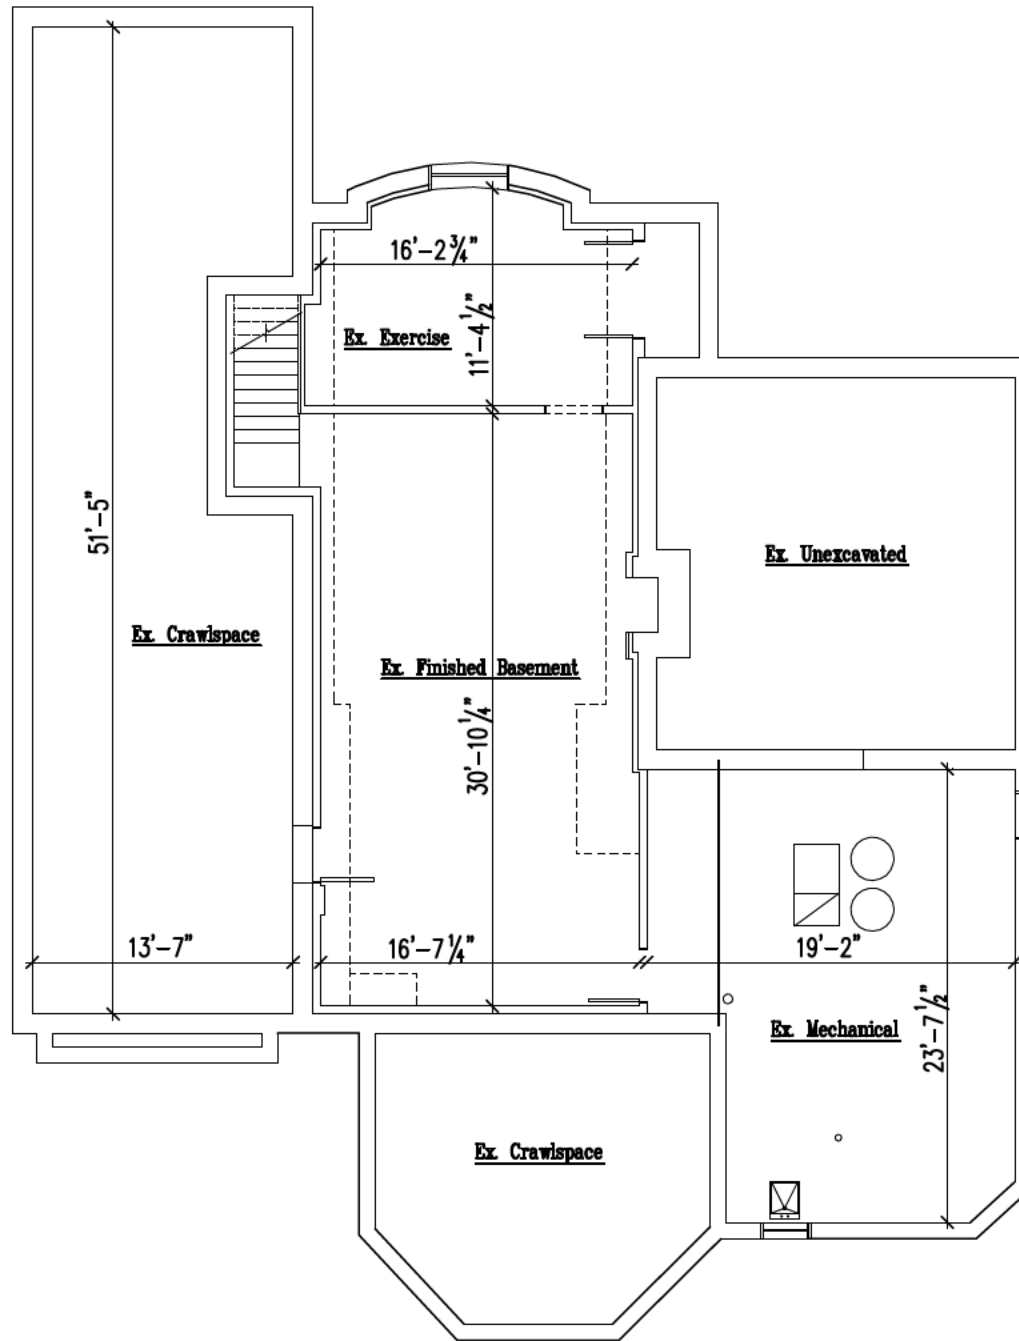 16'-2 3/4"
11'-4 1/2"
Ex. Exercise
51'-5"
Ex. Unexcavated
Ex. Crawlspace
Ex. Finished Basement
30'-10 1/4"
13'-7"
16'-7 1/4"
19'-2"
Ex. Mechanical
23'-7 1/2"
Ex. Crawlspace